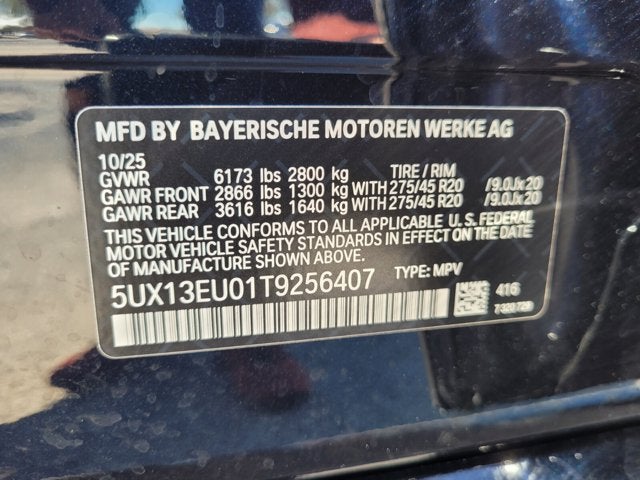 MFD BY BAYERISCHE MOTOREN WERKE AG
10/25
GVWR 6173 lbs 2800 kg TIRE / RIM
GAWR FRONT 2866 lbs 1300 kg WITH 275/45 R20 /9.0Jx20
GAWR REAR 3616 lbs 1640 kg WITH 275/45 R20 /9.0Jx20
THIS VEHICLE CONFORMS TO ALL APPLICABLE U.S. FEDERAL
MOTOR VEHICLE SAFETY STANDARDS IN EFFECT ON THE DATE
OF MANUFACTURE SHOWN ABOVE.
5UX13EU01T9256407 TYPE: MPV
416